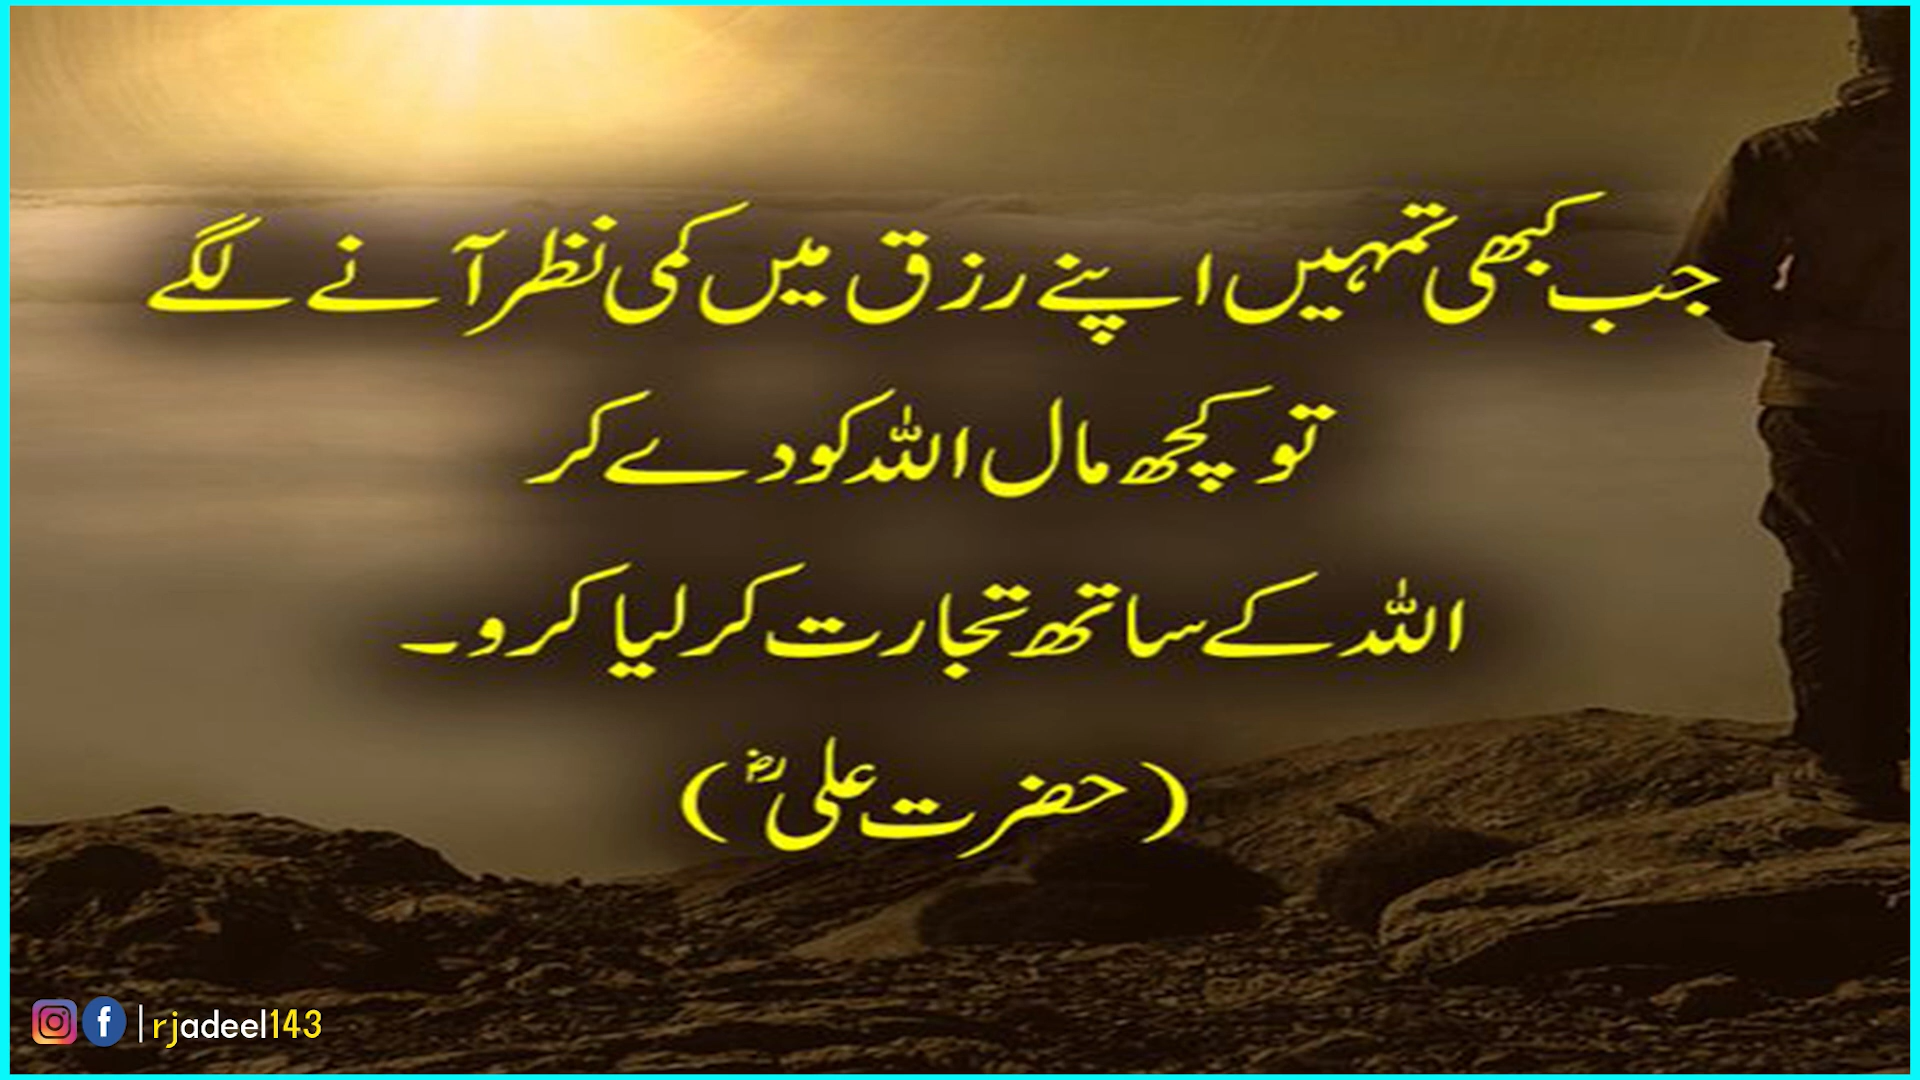 جب کبھی تمہیں اپنے رزق میں کمی نظر آنے لگے
تو کچھ مال اللہ کو دے کر
اللہ کے ساتھ تجارت کر لیا کرو۔
(حضرت علیؓ)
|rjadeel143